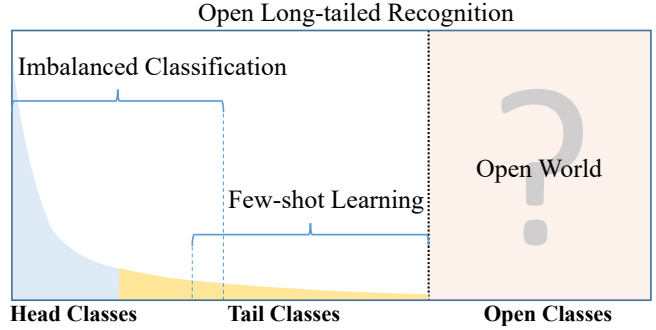 Open Long-tailed Recognition
Imbalanced Classification
?
Open World
Few-shot Learning
Head Classes
Tail Classes
Open Classes